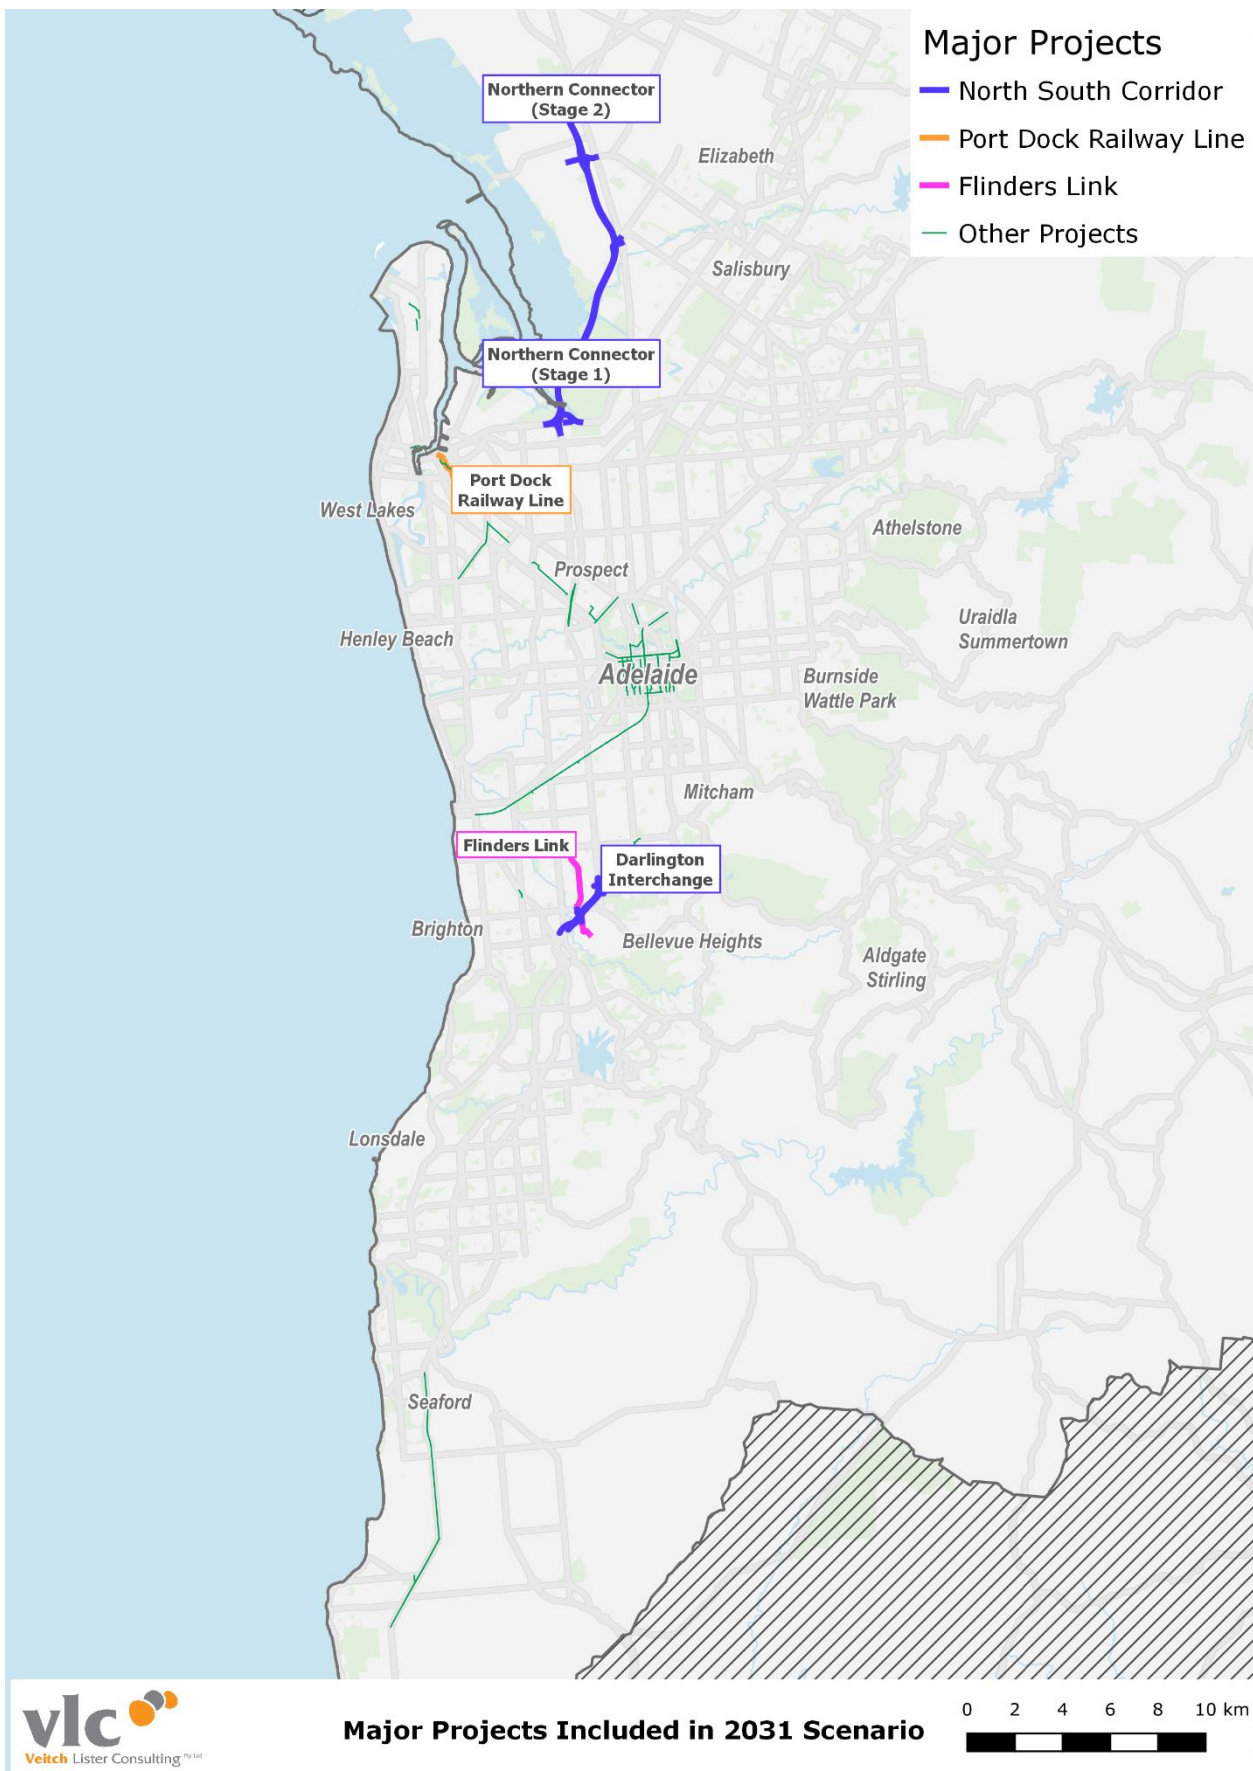 Major Projects
North South Corridor
Port Dock Railway Line
Flinders Link
Other Projects
Northern Connector
(Stage 2)
Elizabeth
Salisbury
Northern Connector
(Stage 1)
Port Dock
Railway Line
West Lakes
Athelstone
Prospect
Uraidla
Summertown
Henley Beach
Adelaide
Burnside
Wattle Park
Mitcham
Flinders Link
Darlington
Interchange
Brighton
Bellevue Heights
Aldgate
Stirling
Lonsdale
Seaford
vlc
Veitch Lister Consulting Pty Ltd
Major Projects Included in 2031 Scenario
0 2 4 6 8 10 km